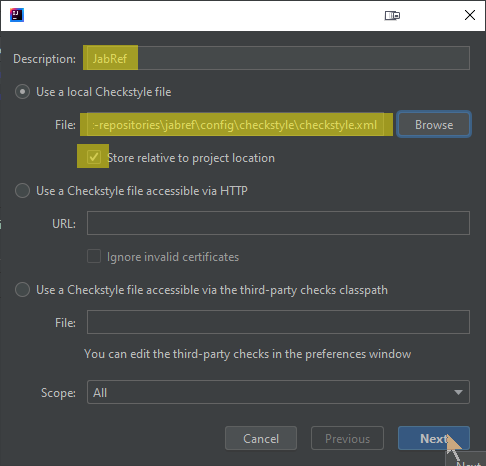 Description: JabRef
Use a local Checkstyle file
File: :-repositories\jabref\config\checkstyle\checkstyle.xml Browse
Store relative to project location
Use a Checkstyle file accessible via HTTP
URL:
Ignore invalid certificates
Use a Checkstyle file accessible via the third-party checks classpath
File:
You can edit the third-party checks in the preferences window
Scope: All
Cancel Previous Next